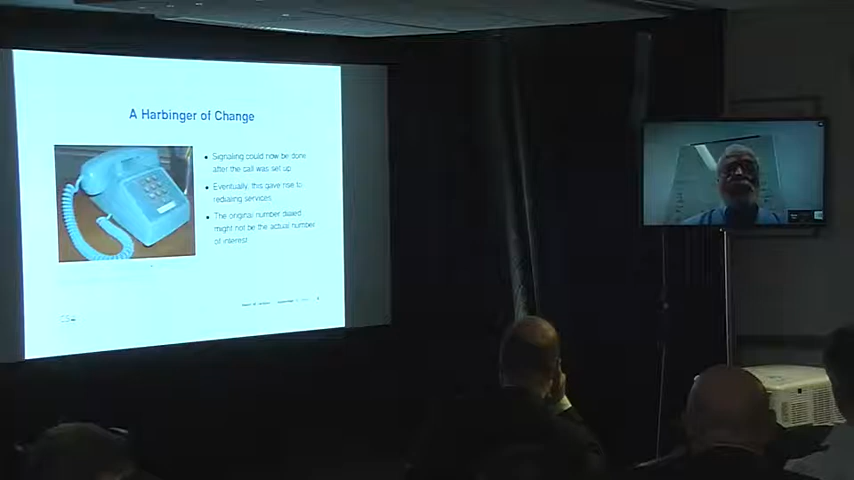 A Harbinger of Change
• Signaling could now be done
after the call was set up
• Eventually, this gave rise to
redialing services;
• The original number dialed
might not be the actual number
of interest